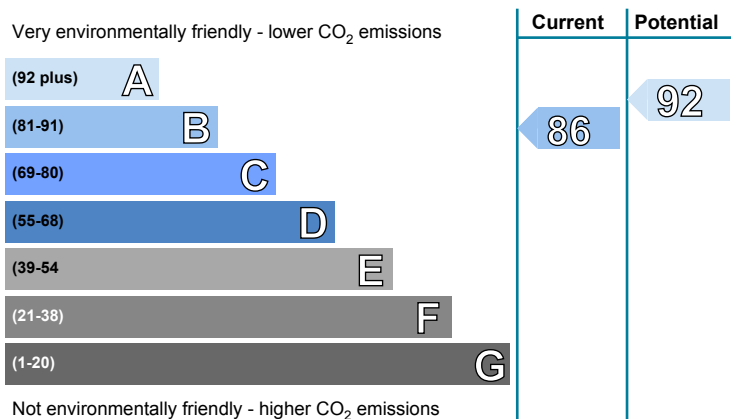 Very environmentally friendly - lower CO₂ emissions
Current
Potential
(92 plus) A
(81-91) B
(69-80) C
(55-68) D
(39-54 E
(21-38) F
(1-20) G
86
92
Not environmentally friendly - higher CO₂ emissions